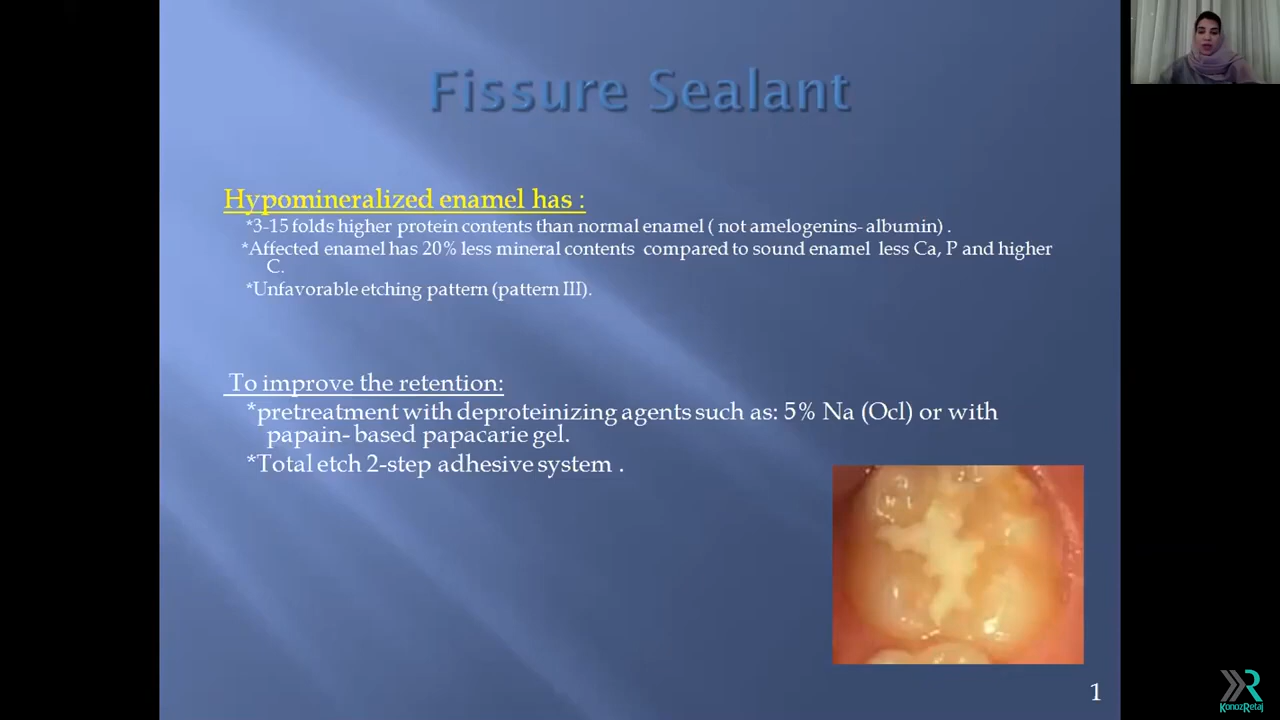 Fissure Sealant
Hypomineralized enamel has :
*3-15 folds higher protein contents than normal enamel ( not amelogenins- albumin) .
*Affected enamel has 20% less mineral contents compared to sound enamel less Ca, P and higher
C.
*Unfavorable etching pattern (pattern III).
To improve the retention:
*pretreatment with deproteinizing agents such as: 5% Na (Ocl) or with
papain- based papacarie gel.
*Total etch 2-step adhesive system .
1
KonozRetaj